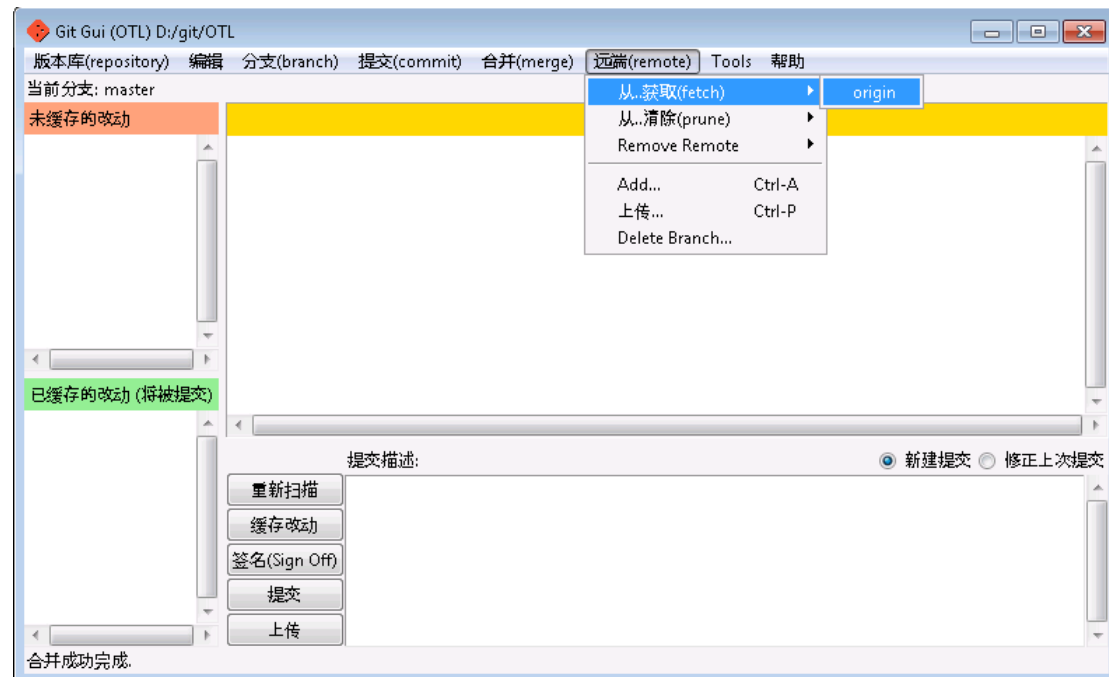 Git Gui (OTL) D:/git/OTL
版本库(repository) 编辑 分支(branch) 提交(commit) 合并(merge) 远端(remote) Tools 帮助
当前分支: master
从..获取(fetch) origin
未缓存的改动
从..清除(prune)
Remove Remote
Add... Ctrl-A
上传... Ctrl-P
Delete Branch...
已缓存的改动 (将被提交)
提交描述: 新建提交 修正上次提交
重新扫描
缓存改动
签名(Sign Off)
提交
上传
合并成功完成.